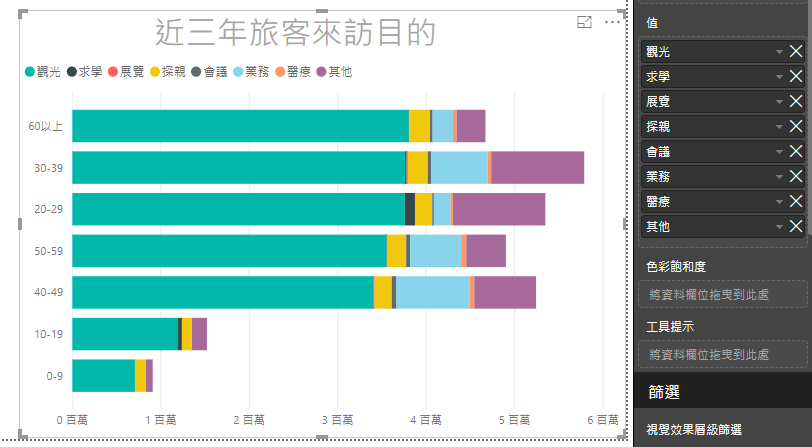 近三年旅客來訪目的
觀光 求學 展覽 探親 會議 業務 醫療 其他
60以上
30-39
20-29
50-59
40-49
10-19
0-9
0 百萬 1 百萬 2 百萬 3 百萬 4 百萬 5 百萬 6 百萬
值
觀光
求學
展覽
探親
會議
業務
醫療
其他
色彩飽和度
將資料欄位拖曳到此處
工具提示
將資料欄位拖曳到此處
篩選
視覺效果層級篩選